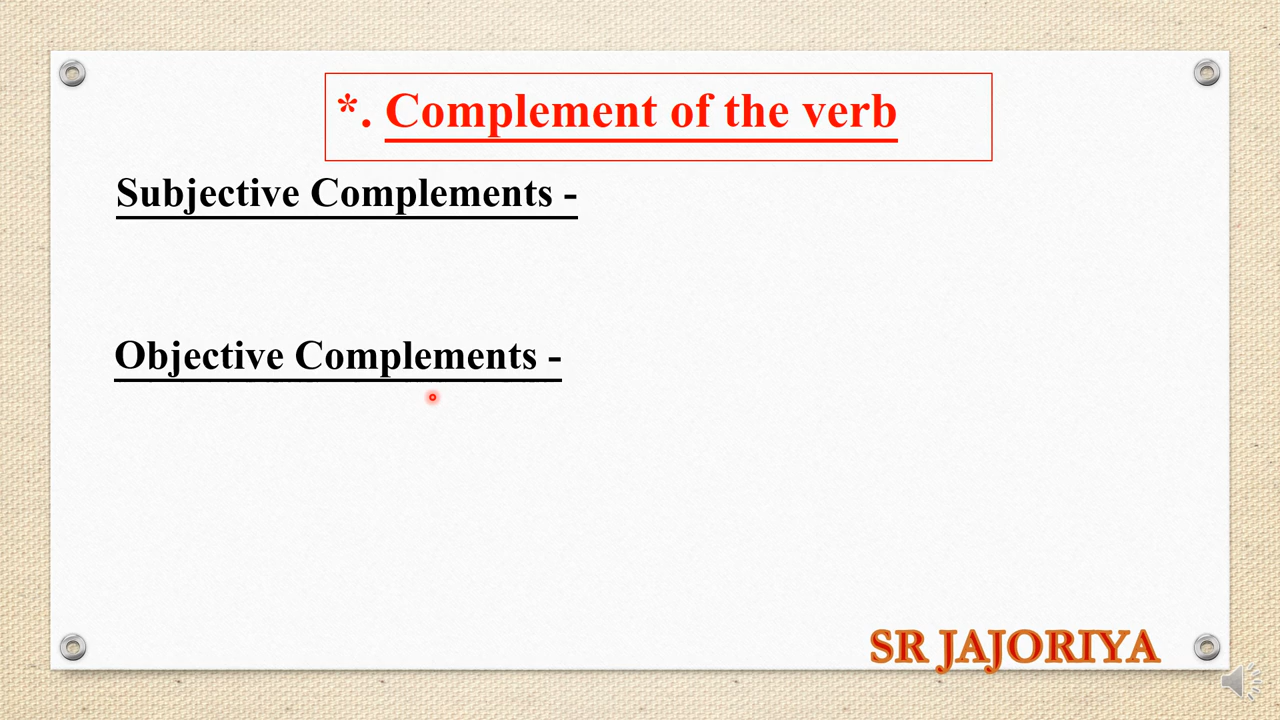 *. Complement of the verb
Subjective Complements -
Objective Complements -
SR JAJORIYA